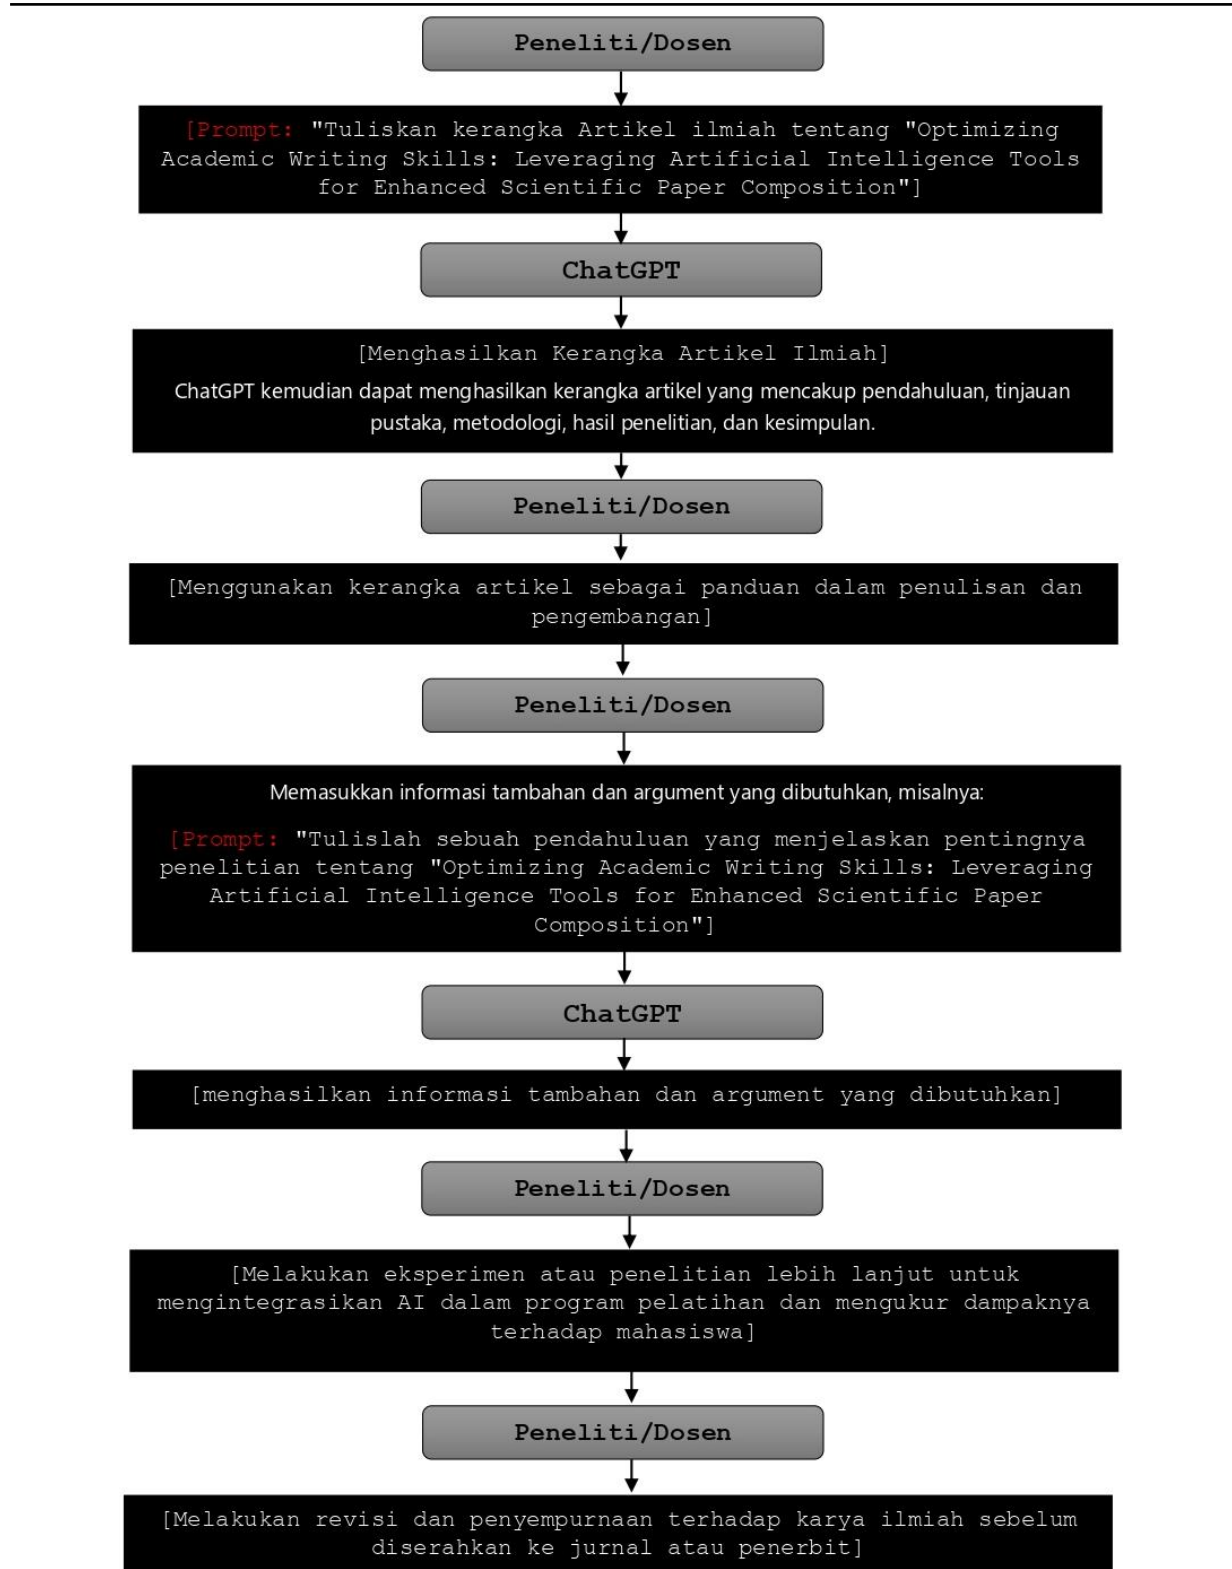 Peneliti/Dosen
[Prompt: "Tuliskan kerangka Artikel ilmiah tentang "Optimizing
Academic Writing Skills: Leveraging Artificial Intelligence Tools
for Enhanced Scientific Paper Composition"]
ChatGPT
[Menghasilkan Kerangka Artikel Ilmiah]
ChatGPT kemudian dapat menghasilkan kerangka artikel yang mencakup pendahuluan, tinjauan
pustaka, metodologi, hasil penelitian, dan kesimpulan.
Peneliti/Dosen
[Menggunakan kerangka artikel sebagai panduan dalam penulisan dan
pengembangan]
Peneliti/Dosen
Memasukkan informasi tambahan dan argument yang dibutuhkan, misalnya:
[Prompt: "Tulislah sebuah pendahuluan yang menjelaskan pentingnya
penelitian tentang "Optimizing Academic Writing Skills: Leveraging
Artificial Intelligence Tools for Enhanced Scientific Paper
Composition"]
ChatGPT
[menghasilkan informasi tambahan dan argument yang dibutuhkan]
Peneliti/Dosen
[Melakukan eksperimen atau penelitian lebih lanjut untuk
mengintegrasikan AI dalam program pelatihan dan mengukur dampaknya
terhadap mahasiswa]
Peneliti/Dosen
[Melakukan revisi dan penyempurnaan terhadap karya ilmiah sebelum
diserahkan ke jurnal atau penerbit]